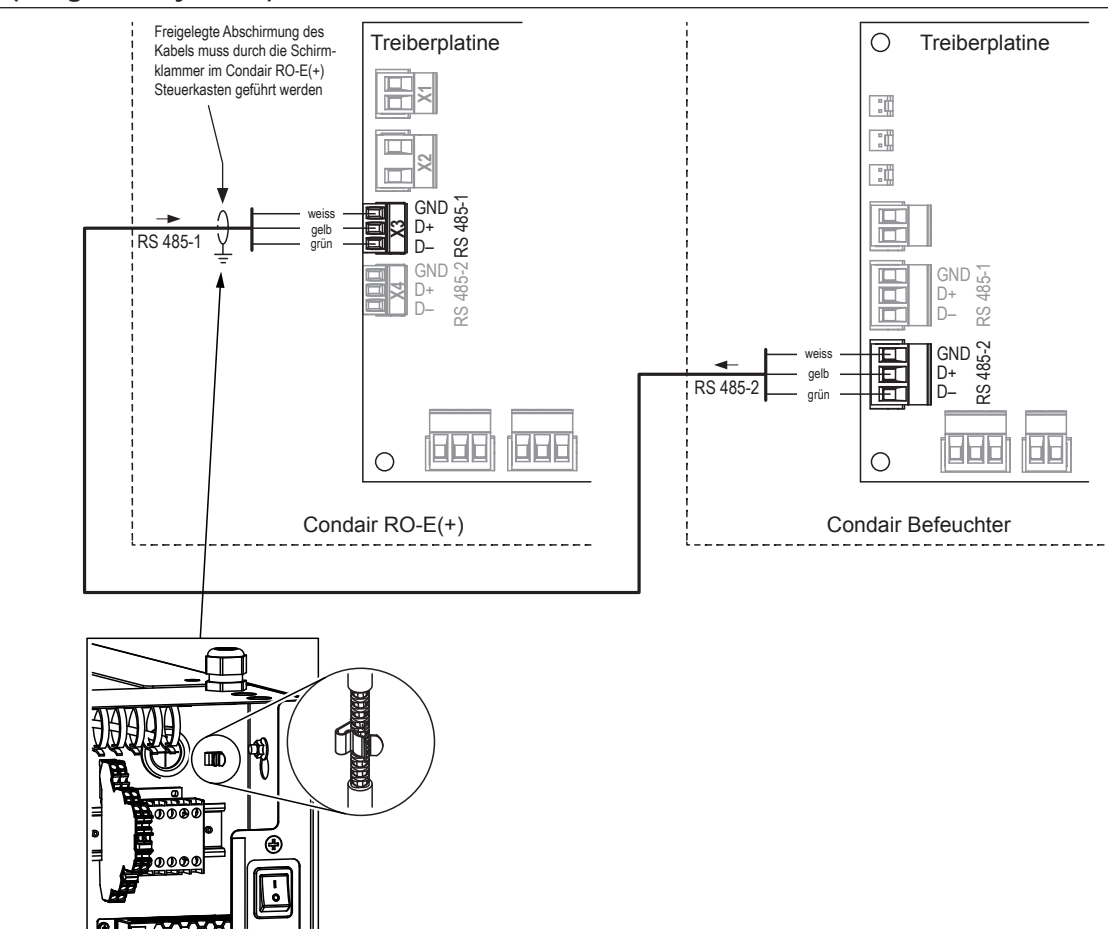 Freigelegte Abschirmung des
Kabels muss durch die Schirm-
klammer im Condair RO-E(+)
Steuerkasten geführt werden
Treiberplatine
X1
X2
weiss
gelb
grün
X3
GND
D+
D–
RS 485-1
RS 485-1
X4
GND
D+
D–
RS 485-2
Condair RO-E(+)
Treiberplatine
GND
D+
D–
RS 485-1
weiss
gelb
grün
GND
D+
D–
RS 485-2
RS 485-2
Condair Befeuchter
I
O